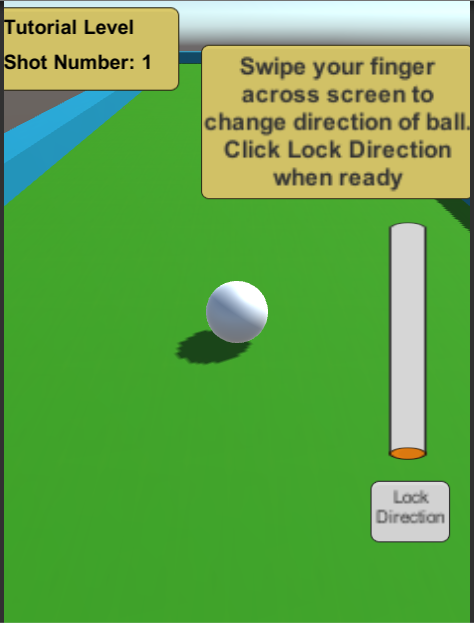 Tutorial Level
Shot Number: 1
Swipe your finger
across screen to
change direction of ball.
Click Lock Direction
when ready
Lock
Direction